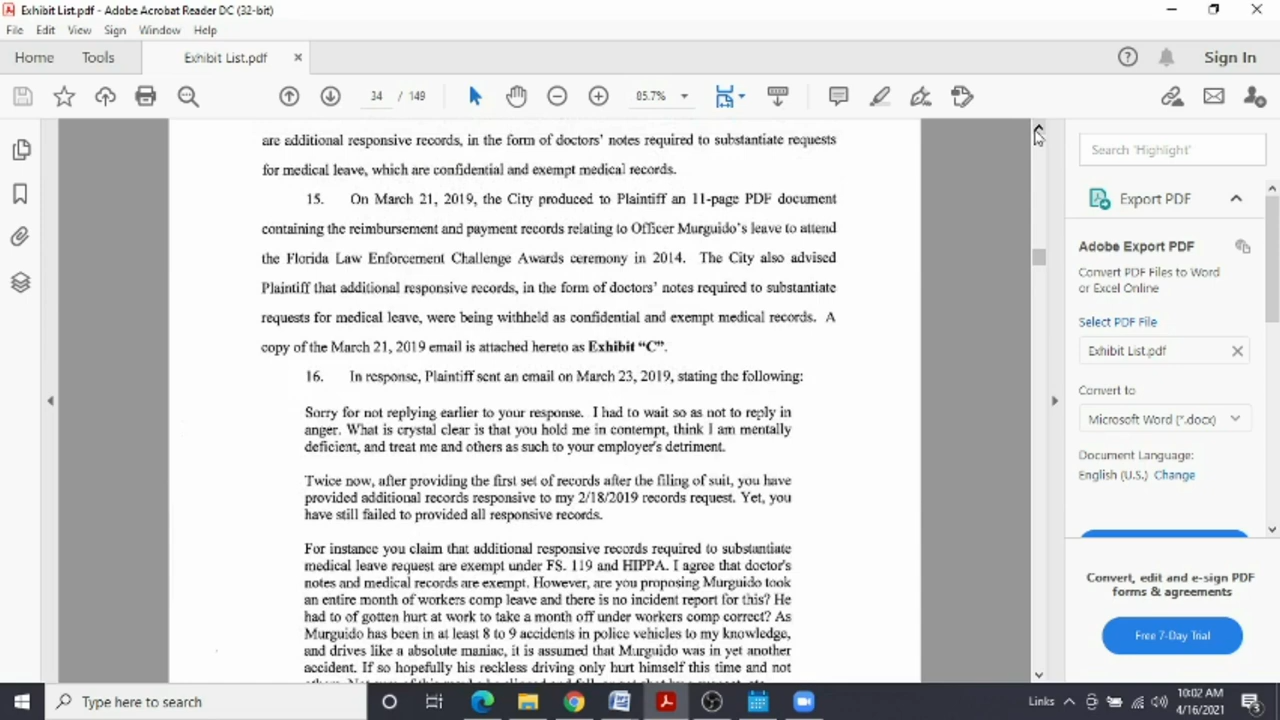 Exhibit List.pdf - Adobe Acrobat Reader DC (32-bit)
File Edit View Sign Window Help
Home Tools Exhibit List.pdf × Sign In
34 / 149 85.7%
are additional responsive records, in the form of doctors' notes required to substantiate requests
for medical leave, which are confidential and exempt medical records.
15. On March 21, 2019, the City produced to Plaintiff an 11-page PDF document
containing the reimbursement and payment records relating to Officer Murguido's leave to attend
the Florida Law Enforcement Challenge Awards ceremony in 2014. The City also advised
Plaintiff that additional responsive records, in the form of doctors' notes required to substantiate
requests for medical leave, were being withheld as confidential and exempt medical records. A
copy of the March 21, 2019 email is attached hereto as Exhibit "C".
16. In response, Plaintiff sent an email on March 23, 2019, stating the following:
Sorry for not replying earlier to your response. I had to wait so as not to reply in
anger. What is crystal clear is that you hold me in contempt, think I am mentally
deficient, and treat me and others as such to your employer's detriment.
Twice now, after providing the first set of records after the filing of suit, you have
provided additional records responsive to my 2/18/2019 records request. Yet, you
have still failed to provided all responsive records.
For instance you claim that additional responsive records required to substantiate
medical leave request are exempt under FS. 119 and HIPPA. I agree that doctor's
notes and medical records are exempt. However, are you proposing Murguido took
an entire month of workers comp leave and there is no incident report for this? He
had to of gotten hurt at work to take a month off under workers comp correct? As
Murguido has been in at least 8 to 9 accidents in police vehicles to my knowledge,
and drives like a absolute maniac, it is assumed that Murguido was in yet another
accident. If so hopefully his reckless driving only hurt himself this time and not
Search 'Highlight'
Export PDF
Adobe Export PDF
Convert PDF Files to Word
or Excel Online
Select PDF File
Exhibit List.pdf
Convert to
Microsoft Word (*.docx)
Document Language:
English (U.S.) Change
Convert, edit and e-sign PDF
forms & agreements
Free 7-Day Trial
Type here to search
Links
10:02 AM
4/16/2021
3